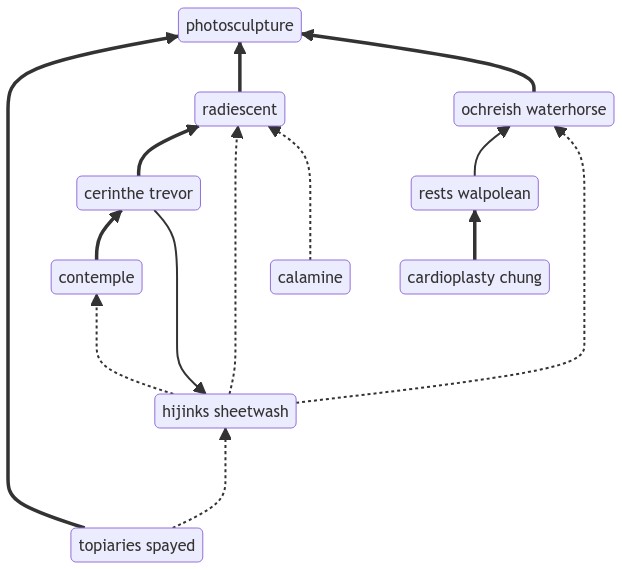 photosculpture
radiescent
ochreish waterhorse
cerinthe trevor
rests walpolean
contemple
calamine
cardioplasty chung
hijinks sheetwash
topiaries spayed